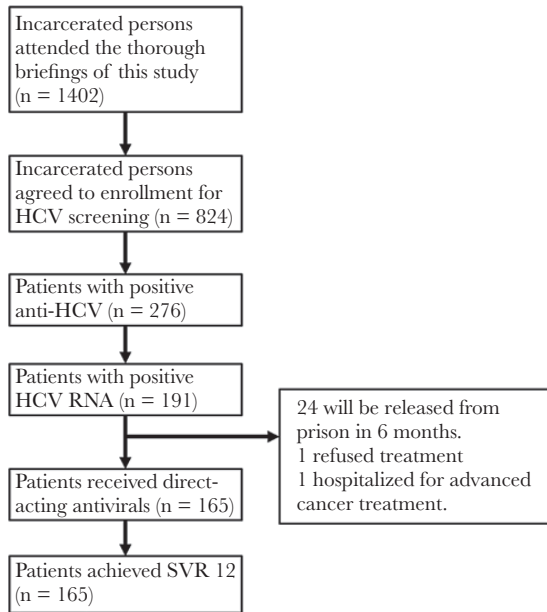 Incarcerated persons
attended the thorough
briefings of this study
(n = 1402)
Incarcerated persons
agreed to enrollment for
HCV screening (n = 824)
Patients with positive
anti-HCV (n = 276)
Patients with positive
HCV RNA (n = 191)
24 will be released from
prison in 6 months.
1 refused treatment
1 hospitalized for advanced
cancer treatment.
Patients received direct-
acting antivirals (n = 165)
Patients achieved SVR 12
(n = 165)